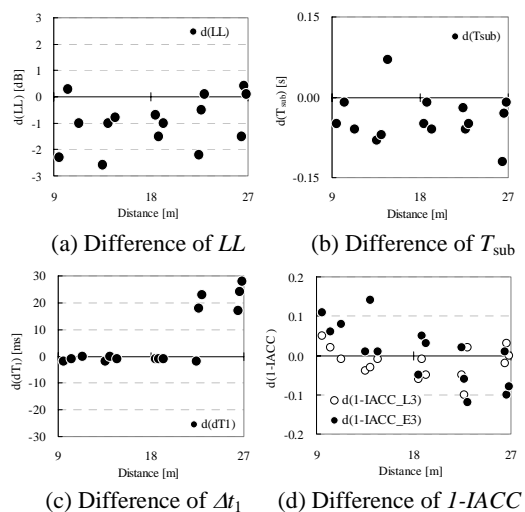 3
2
1
0
-1
-2
-3
d(LL) [dB]
d(LL)
9
18
27
Distance [m]
(a) Difference of LL
0.15
0.00
-0.15
d(Tsub) [s]
d(Tsub)
9
18
27
Distance [m]
(b) Difference of Tsub
30
20
10
0
-10
-20
-30
d(dT1) [ms]
d(dT1)
9
18
27
Distance [m]
(c) Difference of Δt1
0.2
0.1
0.0
-0.1
-0.2
d(1-IACC)
d(1-IACC_L3)
d(1-IACC_E3)
9
18
27
Distance [m]
(d) Difference of 1-IACC